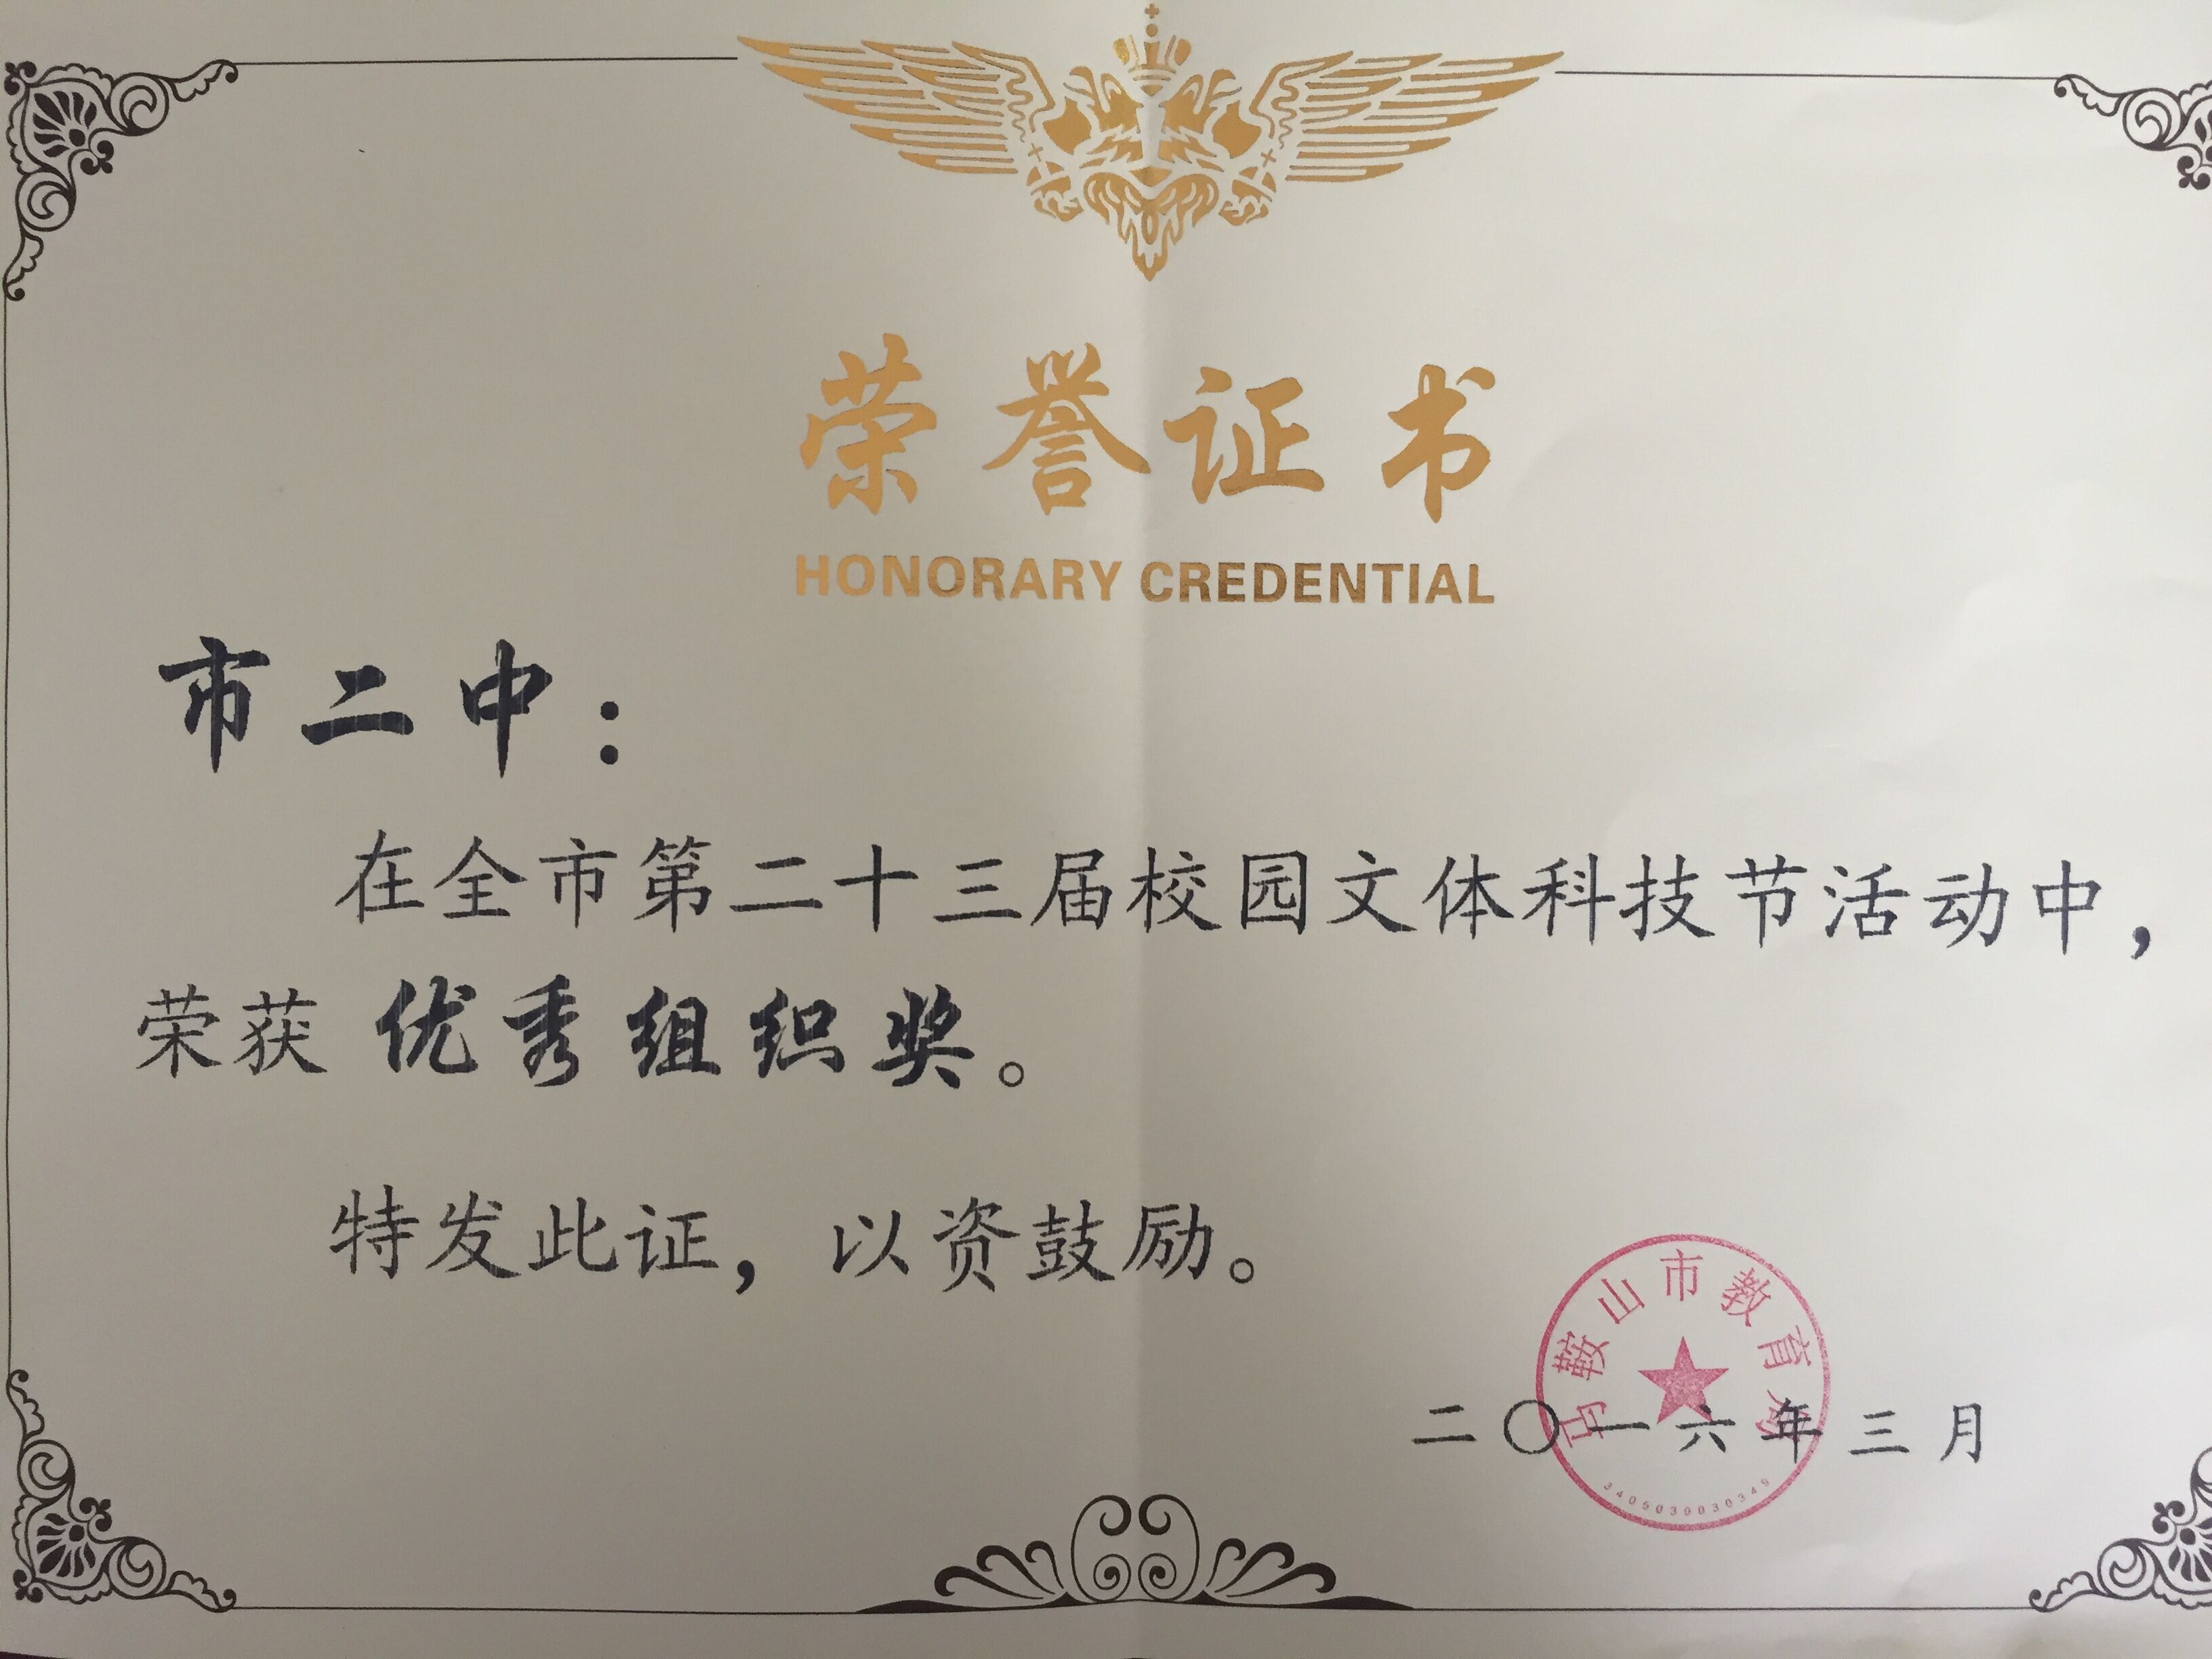 荣誉证书
HONORARY CREDENTIAL
市二中：
在全市第二十三届校园文体科技节活动中，
荣获 优秀组织奖。
特发此证，以资鼓励。
马鞍山市教育局
二〇一六年三月
3405030030345